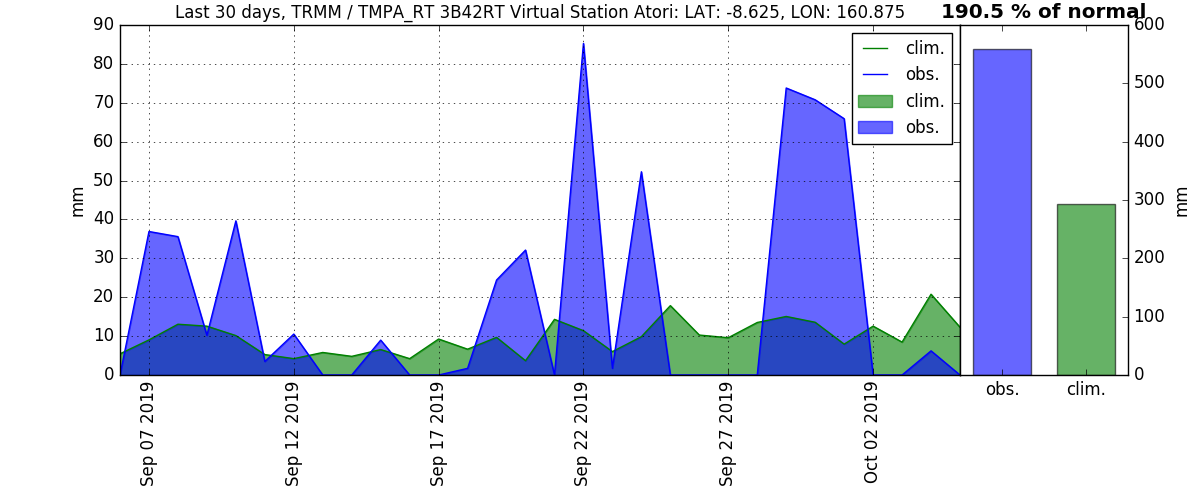 Last 30 days, TRMM / TMPA_RT 3B42RT Virtual Station Atori: LAT: -8.625, LON: 160.875
190.5 % of normal
90
80
70
60
50
40
30
20
10
0
mm
clim.
obs.
clim.
obs.
600
500
400
300
200
100
0
mm
obs.
clim.
Sep 07 2019
Sep 12 2019
Sep 17 2019
Sep 22 2019
Sep 27 2019
Oct 02 2019